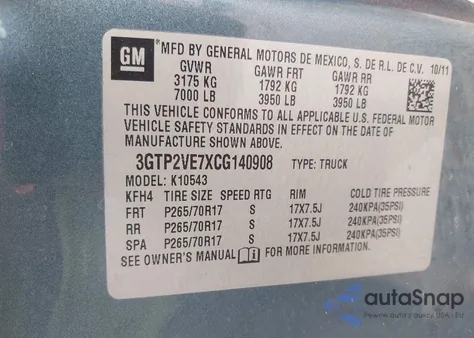 GM
MFD BY GENERAL MOTORS DE MEXICO, S. DE R.L. DE C.V. 10/11
GVWR GAWR FRT GAWR RR
3175 KG 1792 KG 1792 KG
7000 LB 3950 LB 3950 LB
THIS VEHICLE CONFORMS TO ALL APPLICABLE U.S. FEDERAL MOTOR
VEHICLE SAFETY STANDARDS IN EFFECT ON THE DATE OF
MANUFACTURE SHOWN ABOVE.
3GTP2VE7XCG140908 TYPE: TRUCK
MODEL: K10543
KFH4 TIRE SIZE SPEED RTG RIM COLD TIRE PRESSURE
FRT P265/70R17 S 17X7.5J 240KPA(35PSI)
RR P265/70R17 S 17X7.5J 240KPA(35PSI)
SPA P265/70R17 S 17X7.5J 240KPA(35PSI)
SEE OWNER'S MANUAL FOR MORE INFORMATION.
autoSnap
Auto z aukcji USA - EU